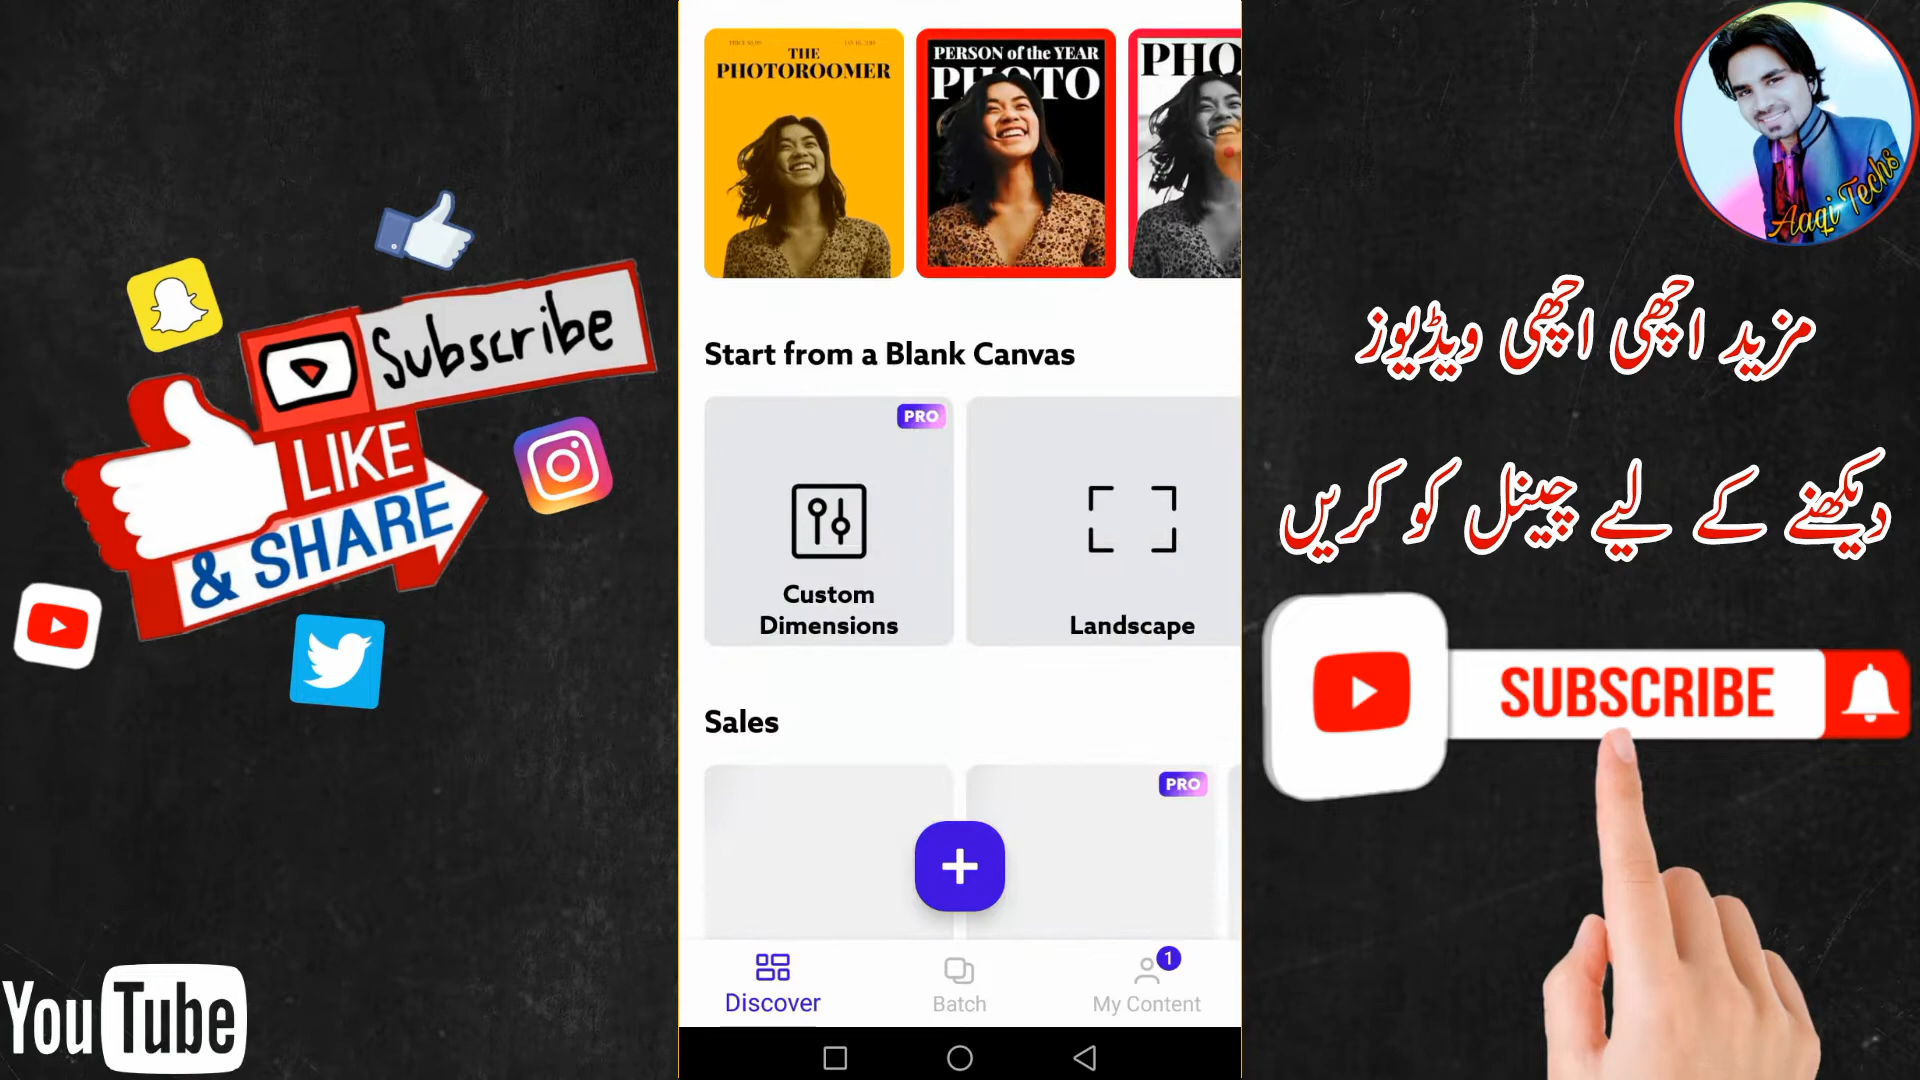 Subscribe
LIKE
& SHARE
YouTube
THE
PHOTOROOMER
PERSON of the YEAR
PHOTO
PHO
Start from a Blank Canvas
PRO
Custom
Dimensions
Landscape
Sales
PRO
Discover
Batch
1
My Content
Aaqi Techs
مزید اچھی اچھی ویڈیوز
دیکھنے کے لیے چینل کو کریں
SUBSCRIBE